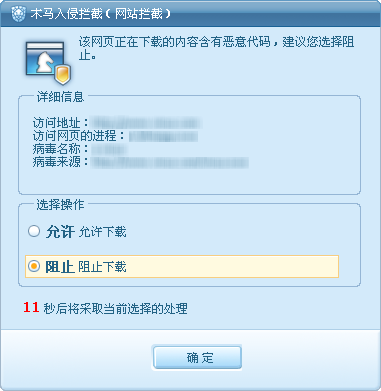 木马入侵拦截（网站拦截）
该网页正在下载的内容含有恶意代码，建议您选择阻
止。
详细信息
访问地址：
访问网页的进程：
病毒名称：
病毒来源：
选择操作
允许 允许下载
阻止 阻止下载
11 秒后将采取当前选择的处理
确 定